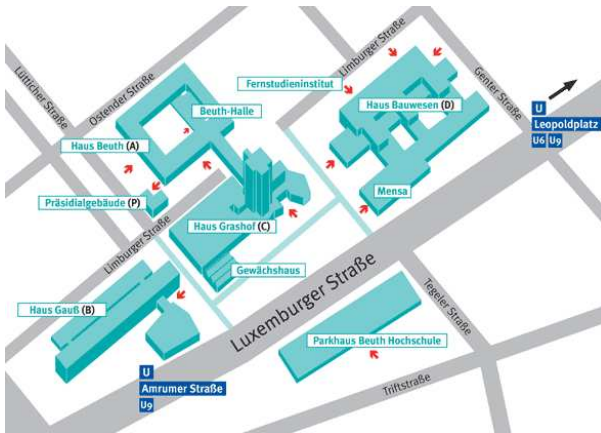 Lütticher Straße
Ostender Straße
Limburger Straße
Genter Straße
Fernstudieninstitut
Beuth-Halle
Haus Bauwesen (D)
U
Leopoldplatz
U6 U9
Haus Beuth (A)
Mensa
Präsidialgebäude (P)
Haus Grashof (C)
Limburger Straße
Gewächshaus
Haus Gauß (B)
Luxemburger Straße
Tegeler Straße
Parkhaus Beuth Hochschule
U
Amrumer Straße
U9
Triftstraße